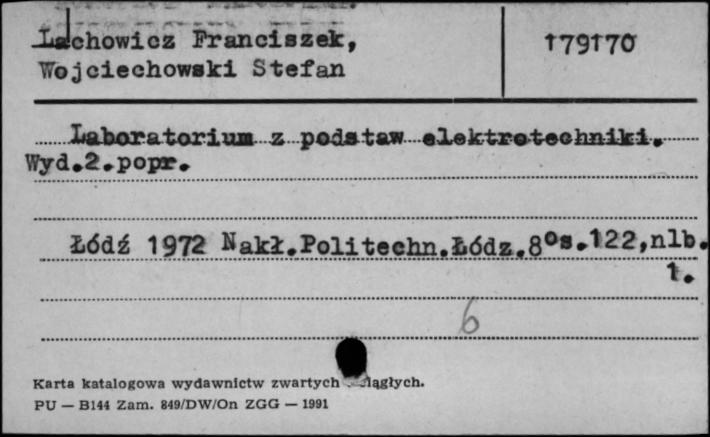 Lachowicz Franciszek,
179170
Wojciechowski Stefan
Laboratorium z podstaw elektrotechniki.
Wyd.2.popr.
Łódź 1972 Nakł.Politechn.Łódz.8°s.122,nlb.
1.
6
Karta katalogowa wydawnictw zwartych ciągłych.
PU — B144 Zam. 849/DW/On ZGG — 1991